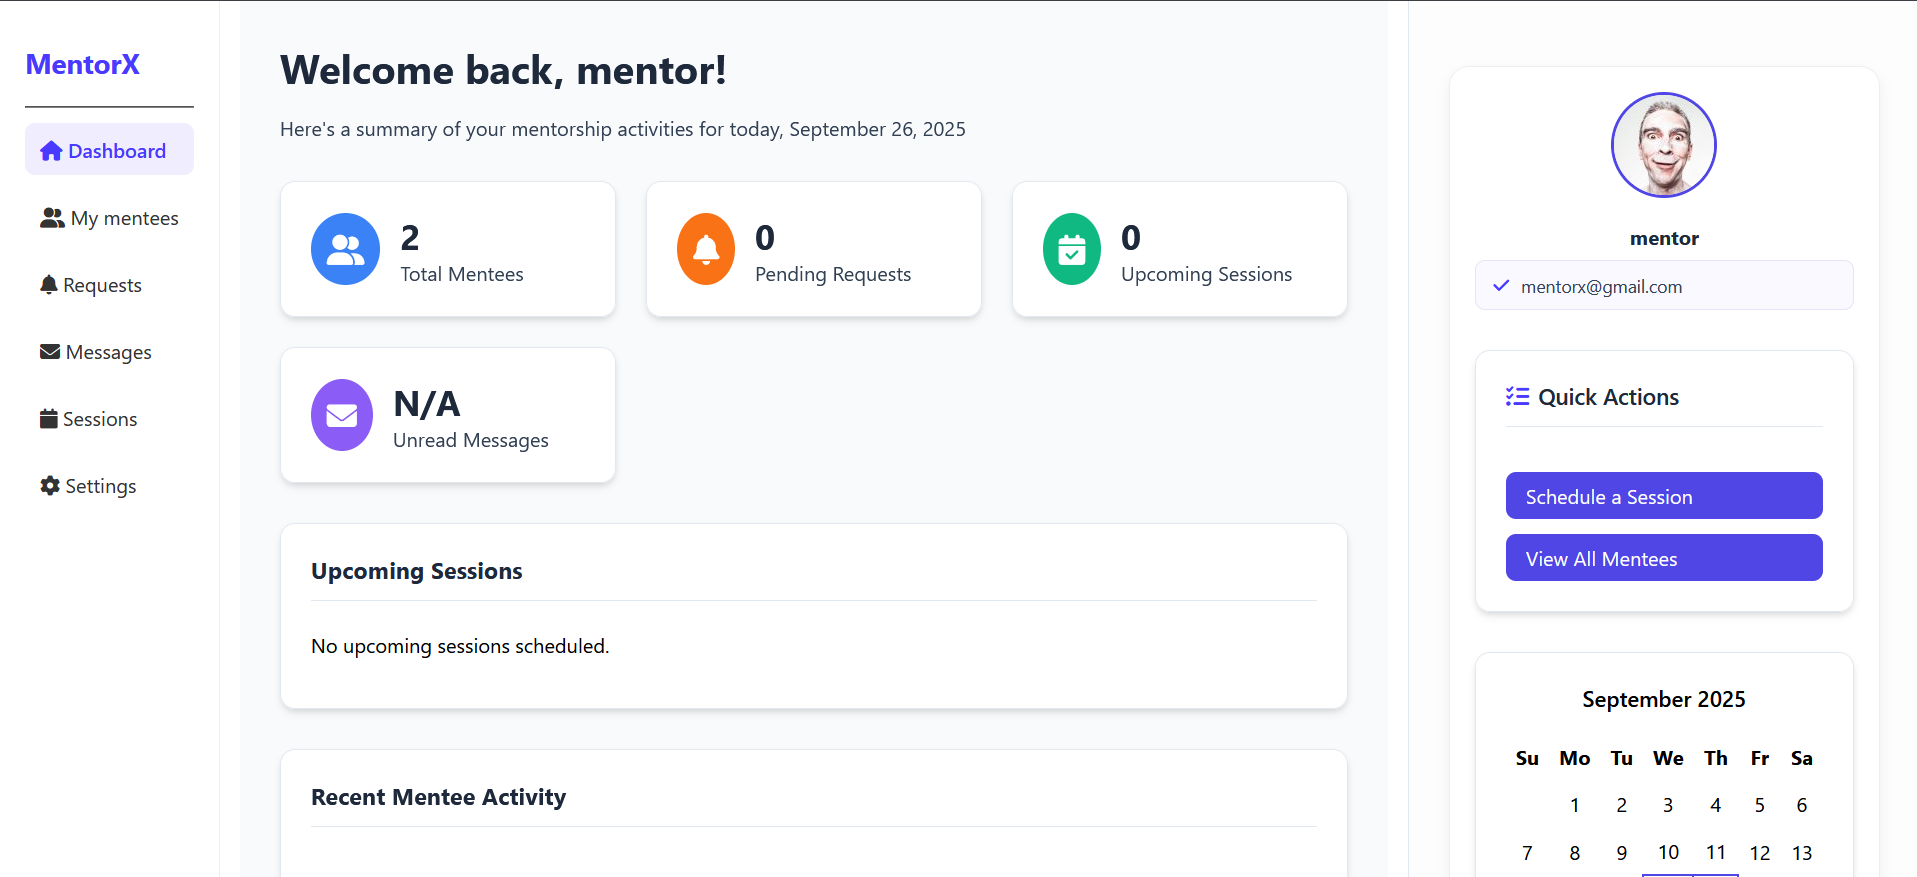 MentorX
Dashboard
My mentees
Requests
Messages
Sessions
Settings
Welcome back, mentor!
Here's a summary of your mentorship activities for today, September 26, 2025
2
Total Mentees
0
Pending Requests
0
Upcoming Sessions
N/A
Unread Messages
Upcoming Sessions
No upcoming sessions scheduled.
Recent Mentee Activity
mentor
mentorx@gmail.com
Quick Actions
Schedule a Session
View All Mentees
September 2025
Su Mo Tu We Th Fr Sa
1 2 3 4 5 6
7 8 9 10 11 12 13